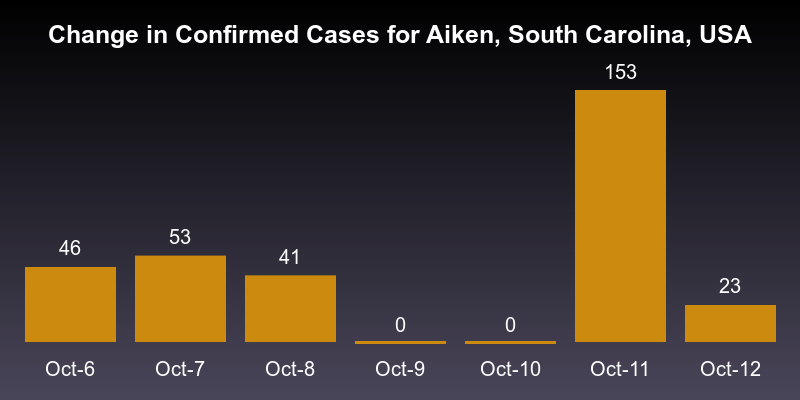 Change in Confirmed Cases for Aiken, South Carolina, USA
153
46
53
41
0
0
23
Oct-6
Oct-7
Oct-8
Oct-9
Oct-10
Oct-11
Oct-12